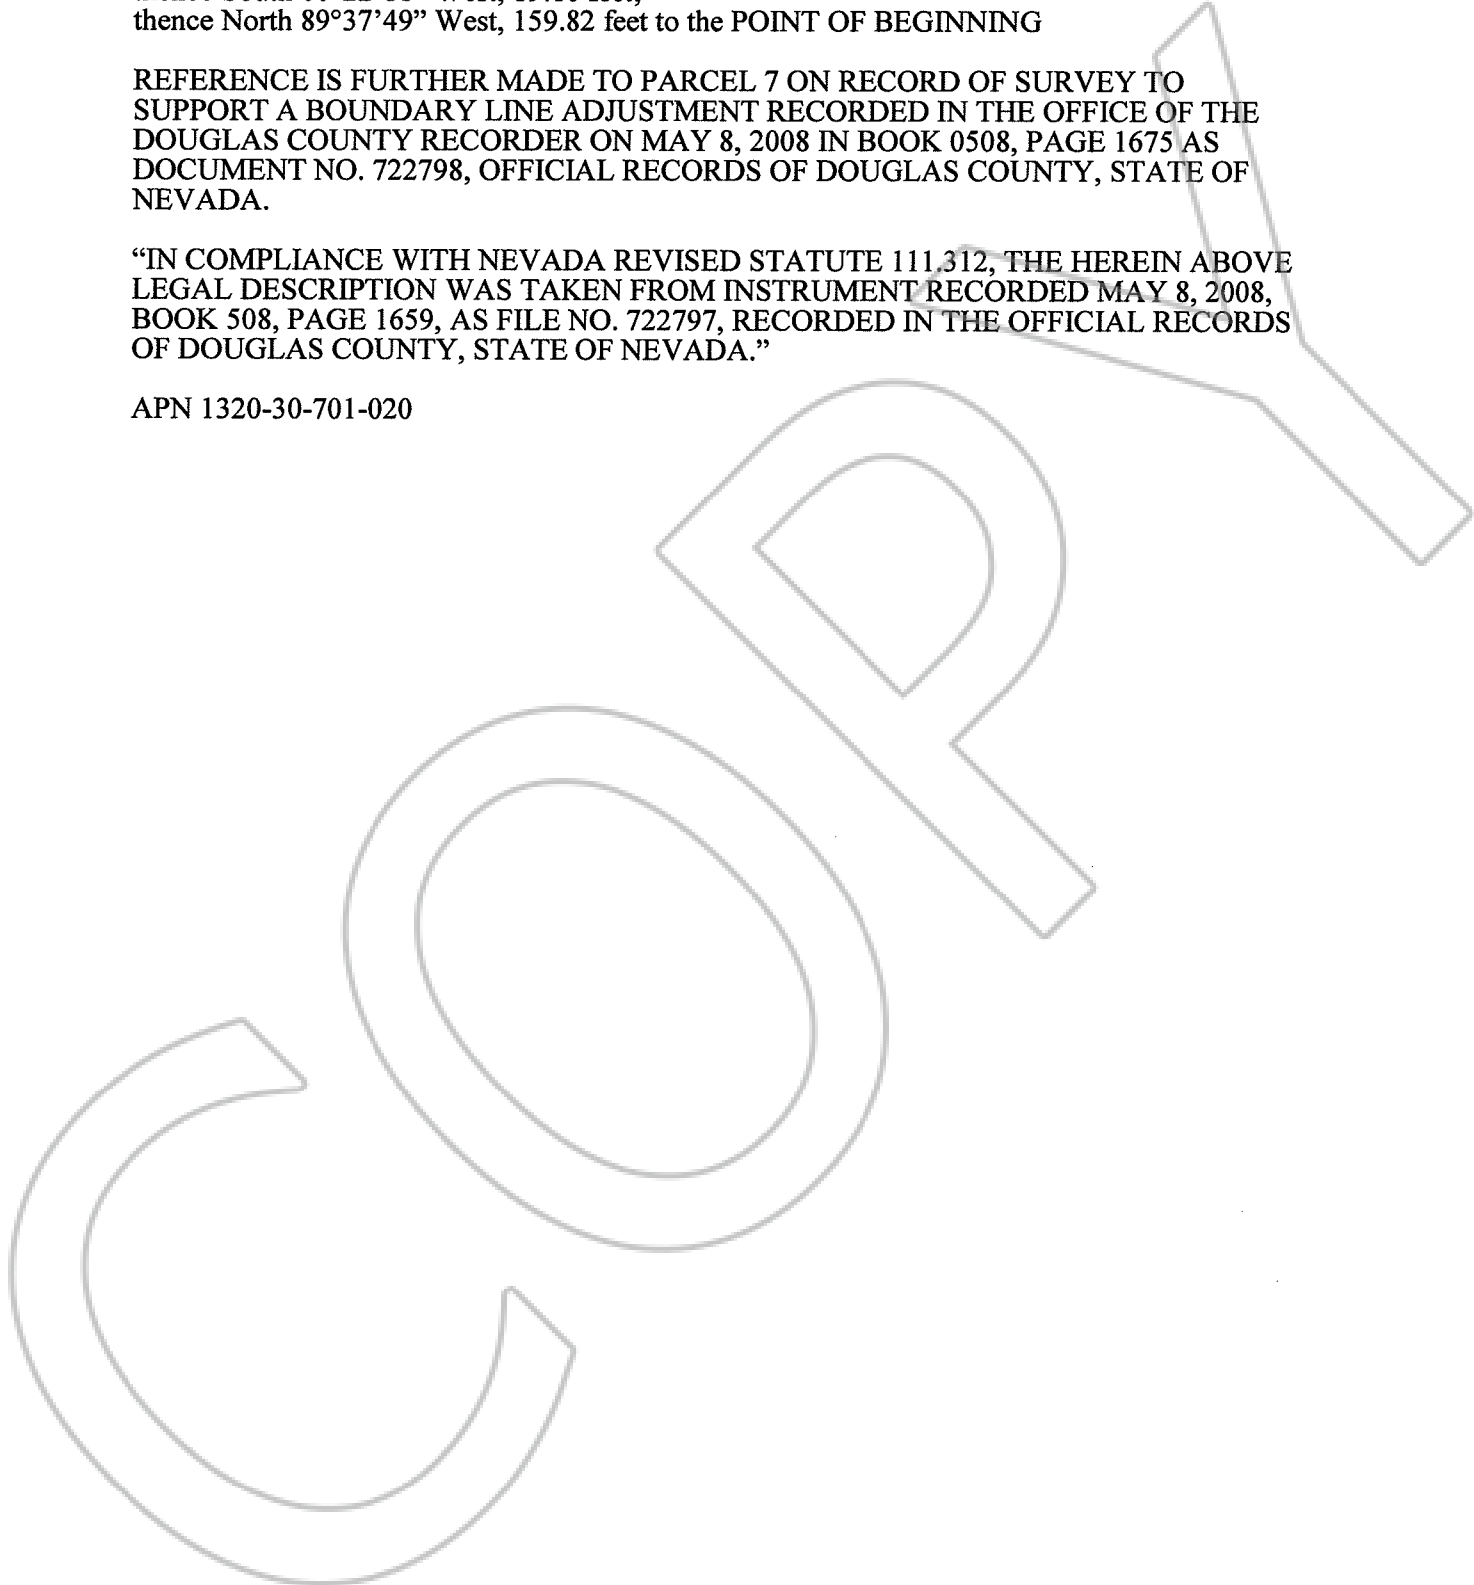 thence North 89°37’49” West, 159.82 feet to the POINT OF BEGINNING
REFERENCE IS FURTHER MADE TO PARCEL 7 ON RECORD OF SURVEY TO
SUPPORT A BOUNDARY LINE ADJUSTMENT RECORDED IN THE OFFICE OF THE
DOUGLAS COUNTY RECORDER ON MAY 8, 2008 IN BOOK 0508, PAGE 1675 AS
DOCUMENT NO. 722798, OFFICIAL RECORDS OF DOUGLAS COUNTY, STATE OF
NEVADA.
“IN COMPLIANCE WITH NEVADA REVISED STATUTE 111.312, THE HEREIN ABOVE
LEGAL DESCRIPTION WAS TAKEN FROM INSTRUMENT RECORDED MAY 8, 2008,
BOOK 508, PAGE 1659, AS FILE NO. 722797, RECORDED IN THE OFFICIAL RECORDS
OF DOUGLAS COUNTY, STATE OF NEVADA.”
APN 1320-30-701-020
COPY